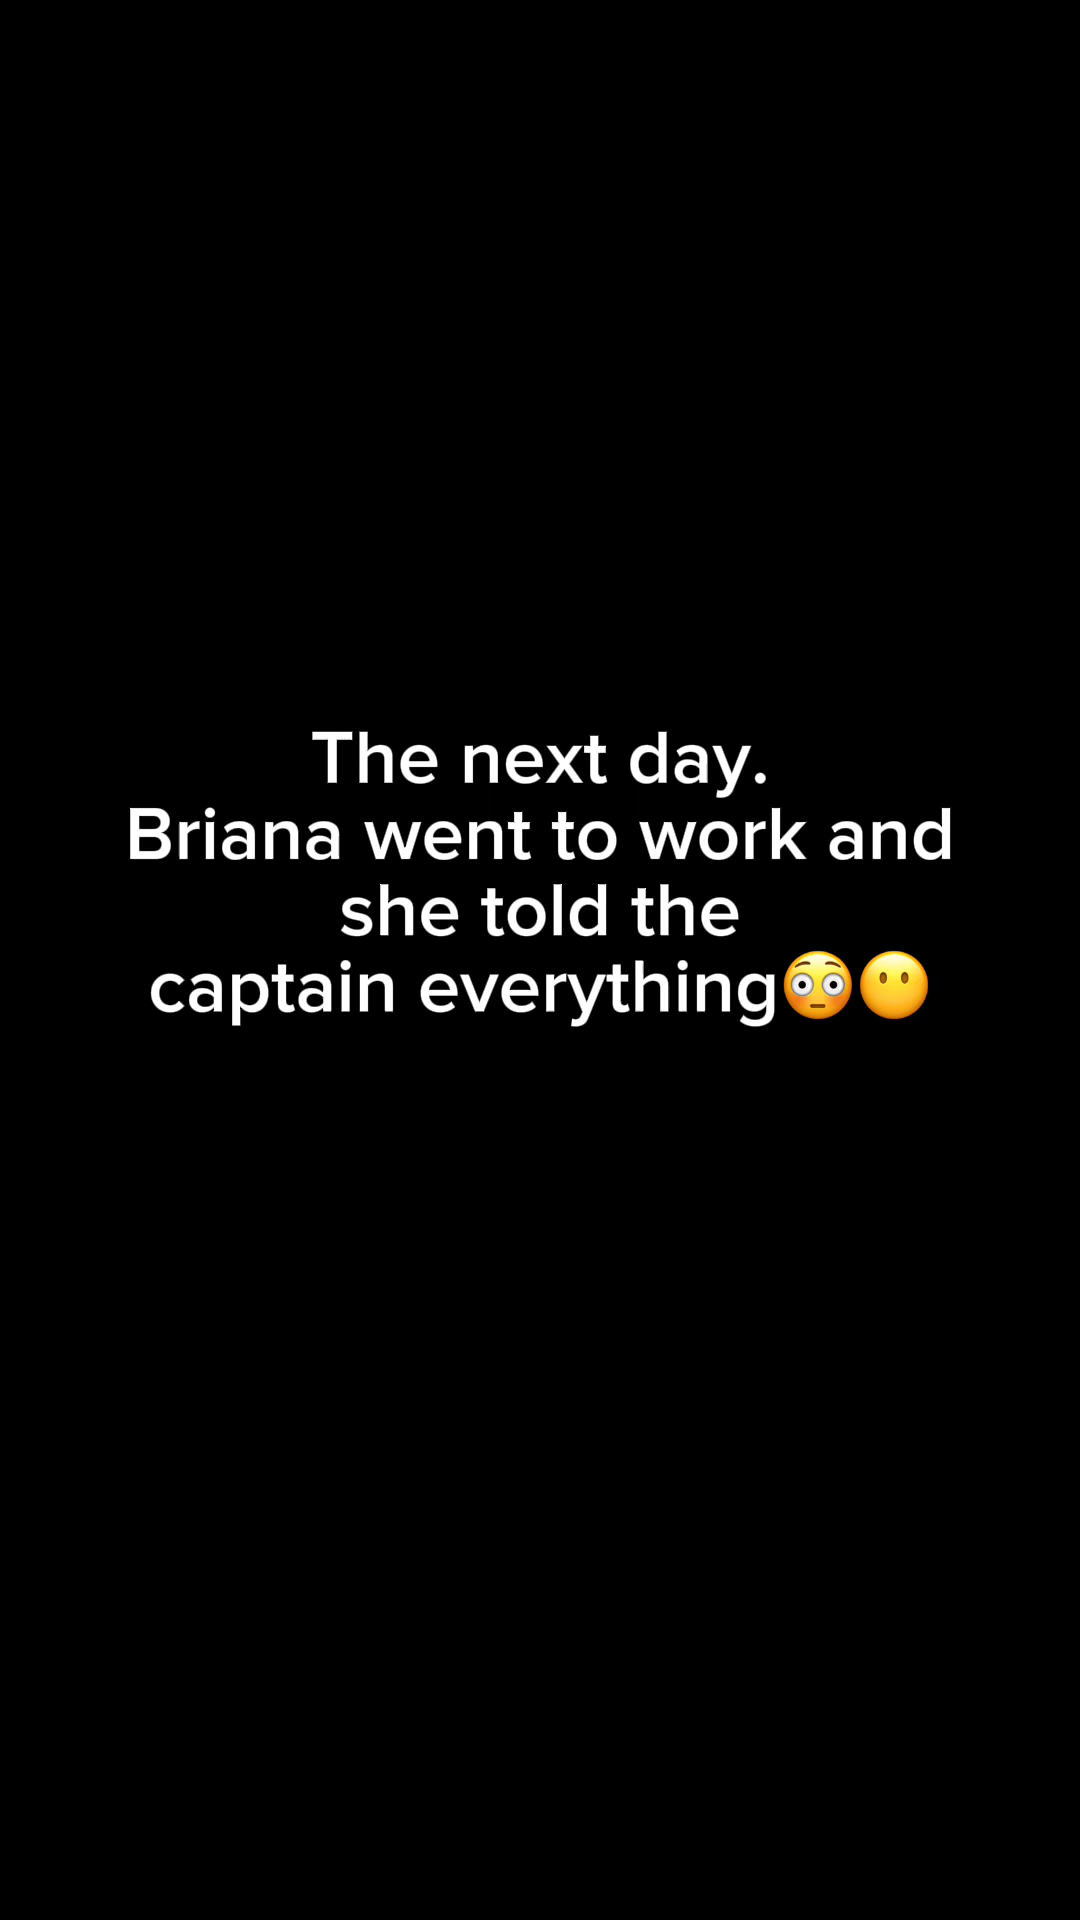 The next day.
Briana went to work and
she told the
captain everything😳😶